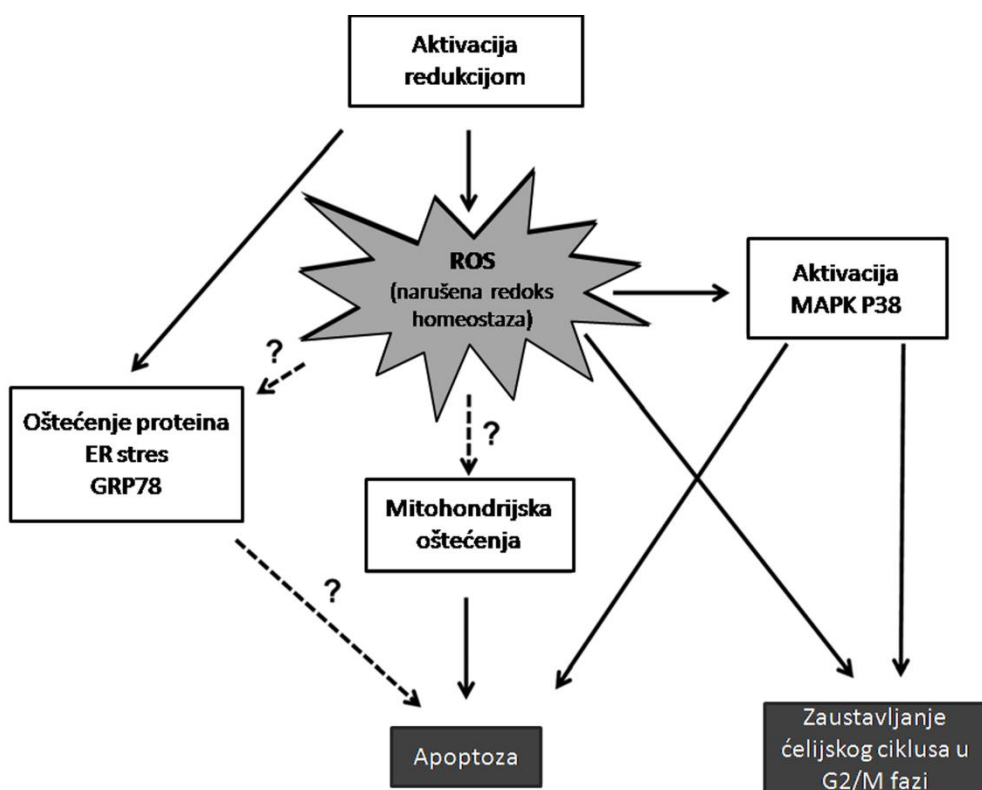 Aktivacija
redukcijom
ROS
(narušena redoks
homeostaza)
Aktivacija
MAPK P38
?
Oštećenje proteina
ER stres
GRP78
?
Mitohondrijska
oštećenja
?
Apoptoza
Zaustavljanje
ćelijskog ciklusa u
G2/M fazi